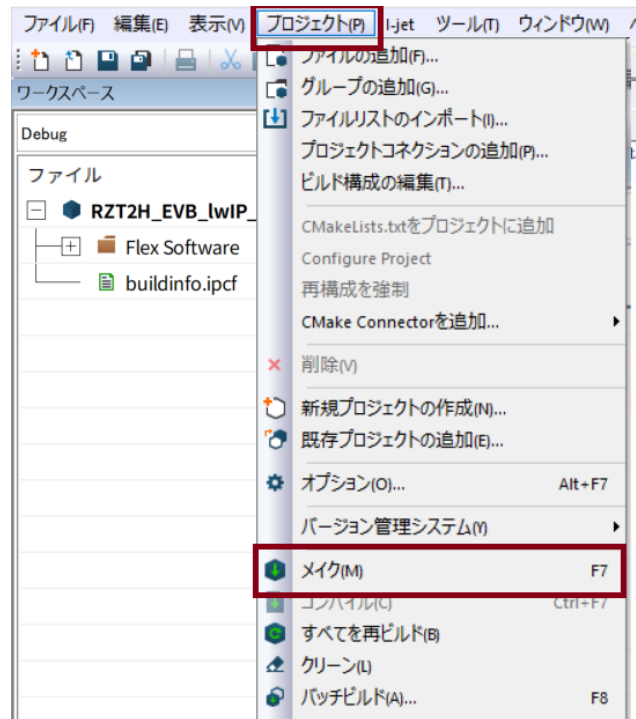 ファイル(F) 編集(E) 表示(V) プロジェクト(P) I-jet ツール(T) ウィンドウ(W)
ワークスペース
Debug
ファイル
RZT2H_EVB_lwIP_
Flex Software
buildinfo.ipcf
ファイルの追加(F)...
グループの追加(G)...
ファイルリストのインポート(I)...
プロジェクトコネクションの追加(P)...
ビルド構成の編集(T)...
CMakeLists.txtをプロジェクトに追加
Configure Project
再構成を強制
CMake Connectorを追加...
削除(V)
新規プロジェクトの作成(N)...
既存プロジェクトの追加(E)...
オプション(O)... Alt+F7
バージョン管理システム(Y)
メイク(M) F7
コンパイル(C) Ctrl+F7
すべてを再ビルド(B)
クリーン(L)
バッチビルド(A)... F8